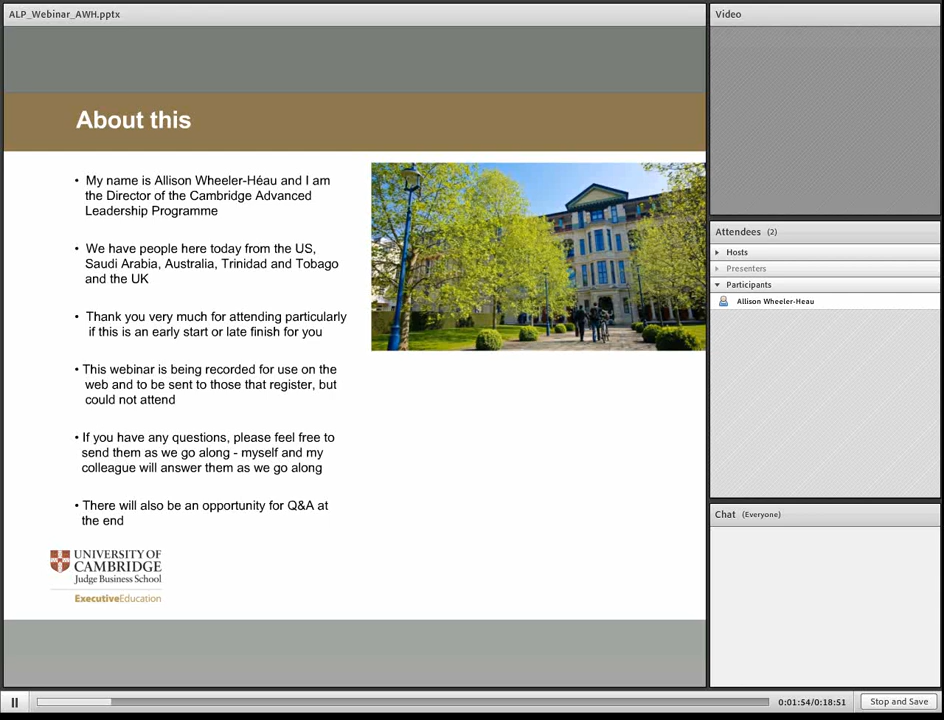 ALP_Webinar_AWH.pptx
About this
• My name is Allison Wheeler-Héau and I am
the Director of the Cambridge Advanced
Leadership Programme
• We have people here today from the US,
Saudi Arabia, Australia, Trinidad and Tobago
and the UK
• Thank you very much for attending particularly
if this is an early start or late finish for you
• This webinar is being recorded for use on the
web and to be sent to those that register, but
could not attend
• If you have any questions, please feel free to
send them as we go along - myself and my
colleague will answer them as we go along
• There will also be an opportunity for Q&A at
the end
UNIVERSITY OF
CAMBRIDGE
Judge Business School
ExecutiveEducation
Video
Attendees (2)
Hosts
Presenters
Participants
Allison Wheeler-Heau
Chat (Everyone)
0:01:54/0:18:51
Stop and Save